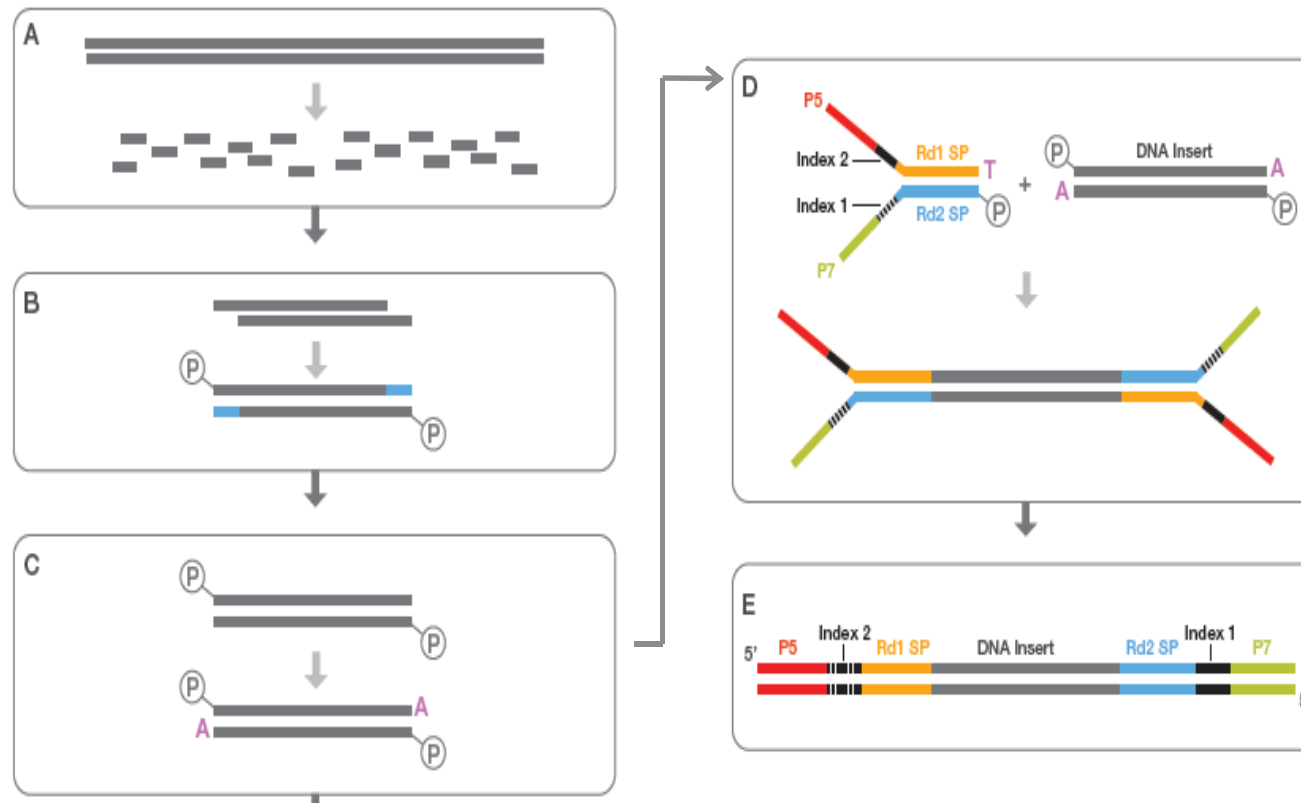 A
B
P
P
C
P
P
P
A
A
P
D
P5
Index 2
Rd1 SP
T
Index 1
Rd2 SP
P
P7
+
P
DNA Insert
A
A
P
E
5'
P5
Index 2
Rd1 SP
DNA Insert
Rd2 SP
Index 1
P7